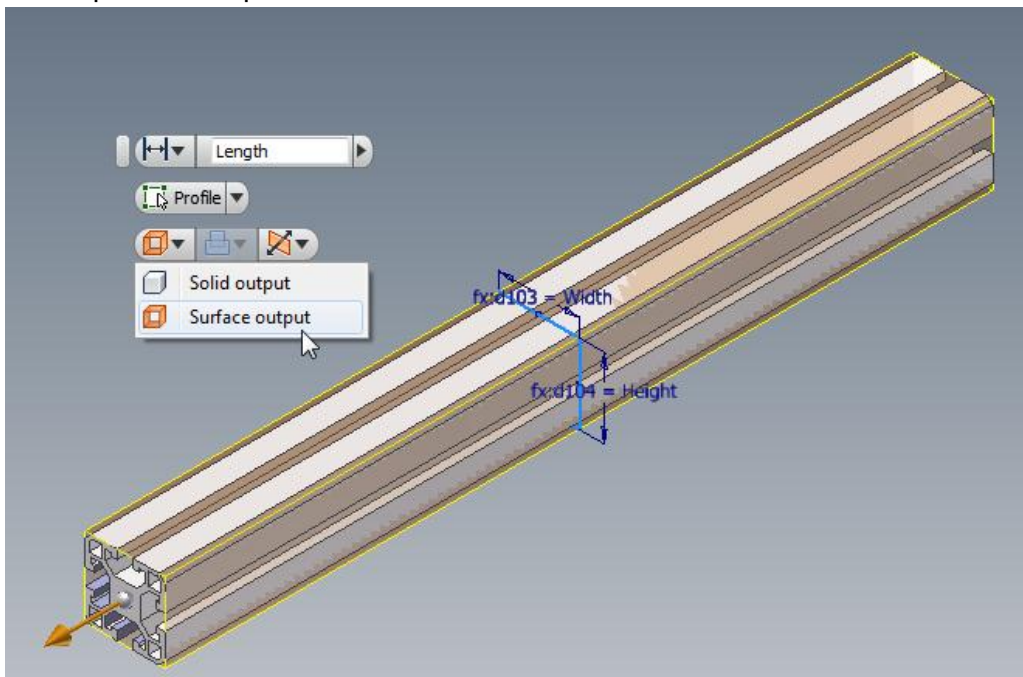 Length
Profile
Solid output
Surface output
fx:d103 = Width
fx:d104 = Height